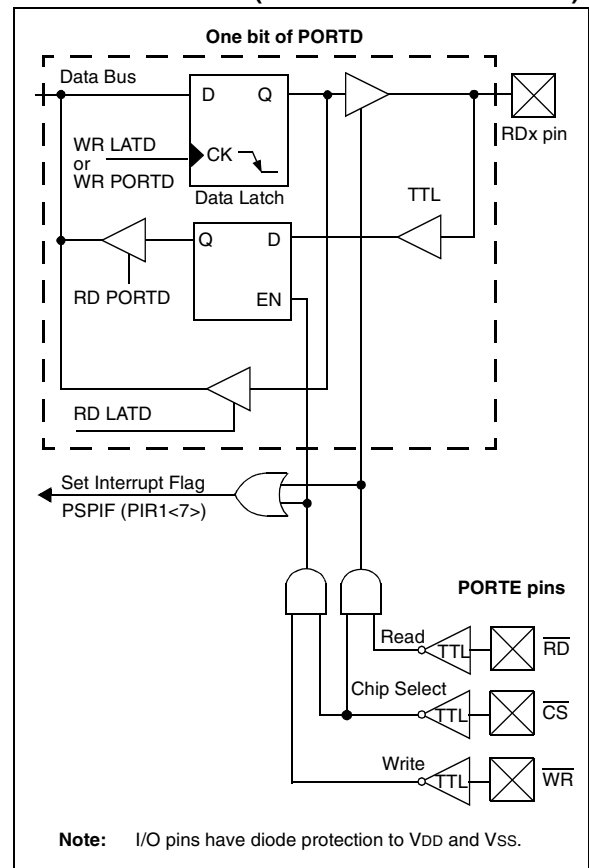 One bit of PORTD
Data Bus
D Q
RDx pin
WR LATD
or
WR PORTD
CK
Data Latch
TTL
Q D
EN
RD PORTD
RD LATD
Set Interrupt Flag
PSPIF (PIR1<7>)
PORTE pins
Read
TTL
RD
Chip Select
TTL
CS
Write
TTL
WR
Note: I/O pins have diode protection to VDD and VSS.